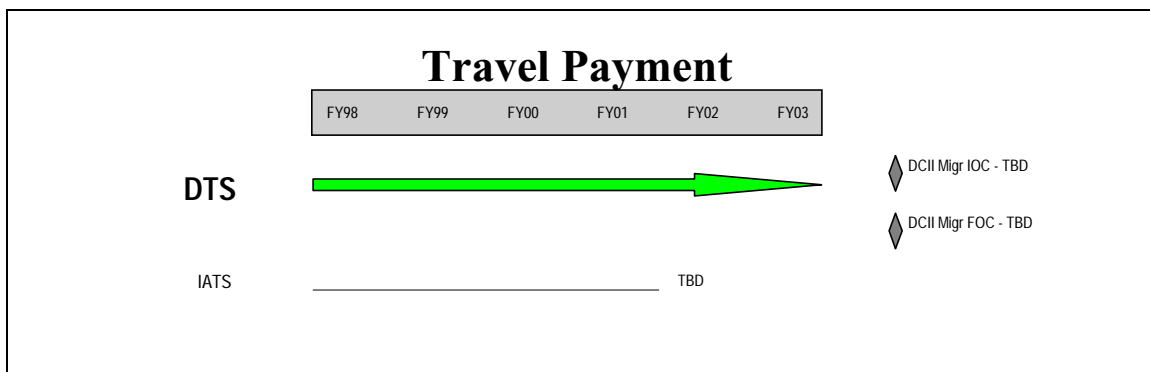 Travel Payment
FY98 FY99 FY00 FY01 FY02 FY03
DTS
DCII Migr IOC - TBD
DCII Migr FOC - TBD
IATS TBD